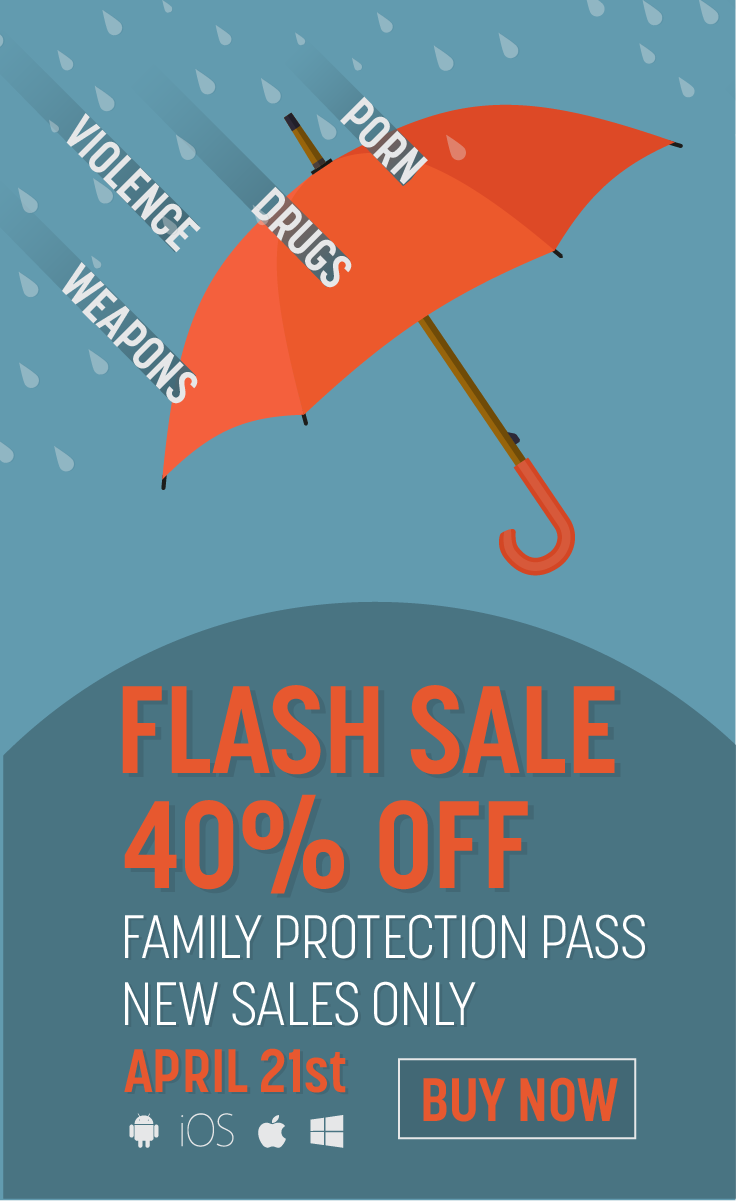 VIOLENCE
WEAPONS
DRUGS
PORN
FLASH SALE
40% OFF
FAMILY PROTECTION PASS
NEW SALES ONLY
APRIL 21st
iOS
BUY NOW